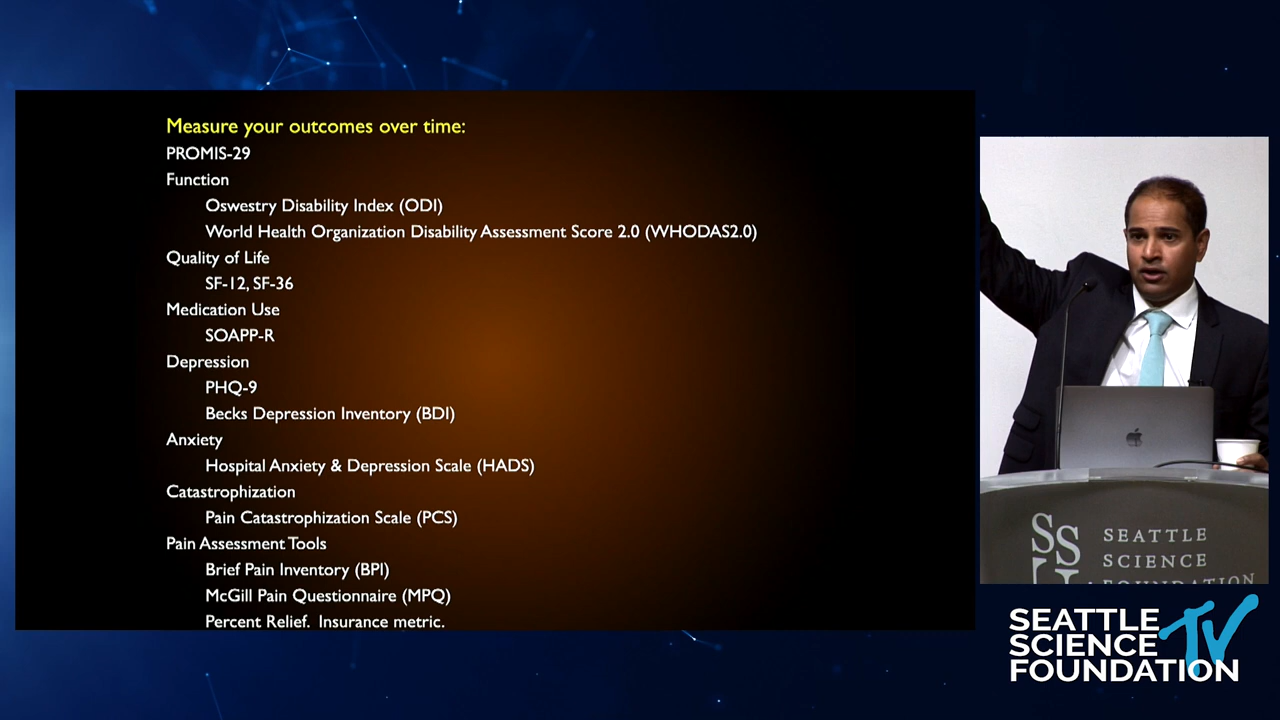 Measure your outcomes over time:
PROMIS-29
Function
Oswestry Disability Index (ODI)
World Health Organization Disability Assessment Score 2.0 (WHODAS2.0)
Quality of Life
SF-12, SF-36
Medication Use
SOAPP-R
Depression
PHQ-9
Becks Depression Inventory (BDI)
Anxiety
Hospital Anxiety & Depression Scale (HADS)
Catastrophization
Pain Catastrophization Scale (PCS)
Pain Assessment Tools
Brief Pain Inventory (BPI)
McGill Pain Questionnaire (MPQ)
Percent Relief.  Insurance metric.
SS
SEATTLE
SCIENCE
FOUNDATION
SEATTLE
SCIENCE TV
FOUNDATION